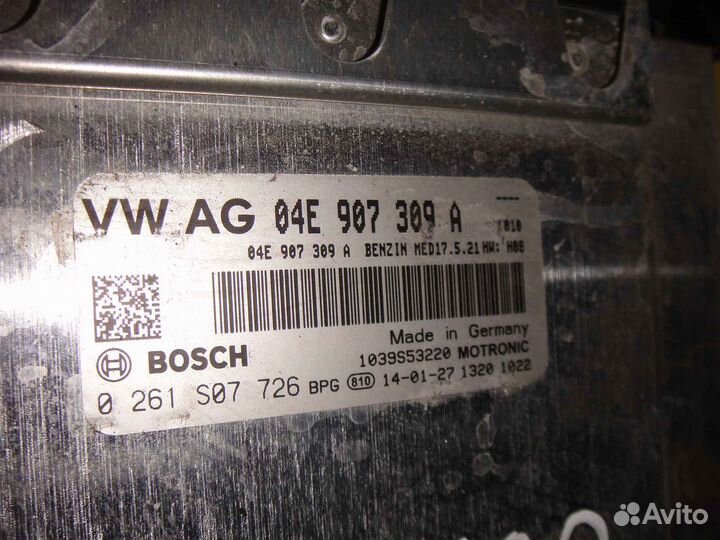 VW AG 04E 907 309 A
----
1010
04E 907 309 A BENZIN MED17.5.21 HW: H08
Made in Germany
BOSCH
1039S53220 MOTRONIC
0 261 S07 726 BPG 810 14-01-27 1320 1022
Avito